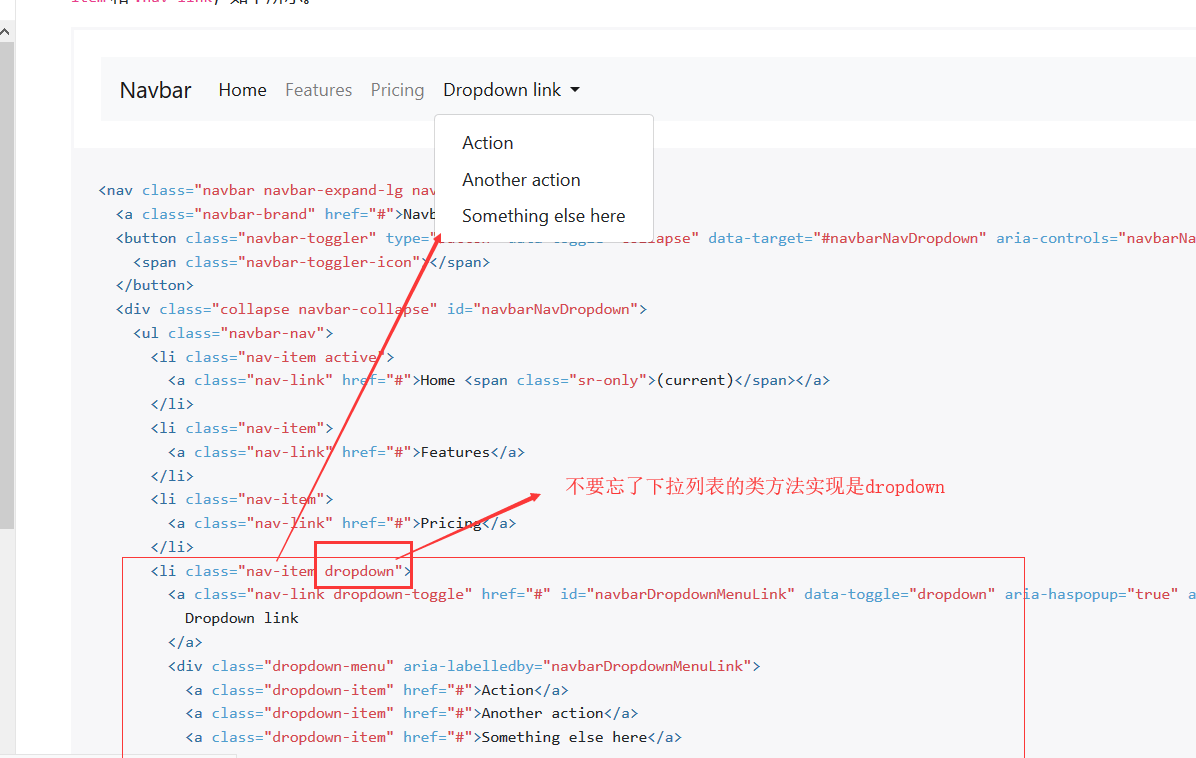 Navbar Home Features Pricing Dropdown link
Action
Another action
Something else here
<nav class="navbar navbar-expand-lg nav
<a class="navbar-brand" href="#">Navb
<button class="navbar-toggler" type="button" data-toggle="collapse" data-target="#navbarNavDropdown" aria-controls="navbarNa
<span class="navbar-toggler-icon"></span>
</button>
<div class="collapse navbar-collapse" id="navbarNavDropdown">
<ul class="navbar-nav">
<li class="nav-item active">
<a class="nav-link" href="#">Home <span class="sr-only">(current)</span></a>
</li>
<li class="nav-item">
<a class="nav-link" href="#">Features</a>
</li>
<li class="nav-item">
不要忘了下拉列表的类方法实现是dropdown
<a class="nav-link" href="#">Pricing</a>
</li>
<li class="nav-item dropdown">
<a class="nav-link dropdown-toggle" href="#" id="navbarDropdownMenuLink" data-toggle="dropdown" aria-haspopup="true" a
Dropdown link
</a>
<div class="dropdown-menu" aria-labelledby="navbarDropdownMenuLink">
<a class="dropdown-item" href="#">Action</a>
<a class="dropdown-item" href="#">Another action</a>
<a class="dropdown-item" href="#">Something else here</a>